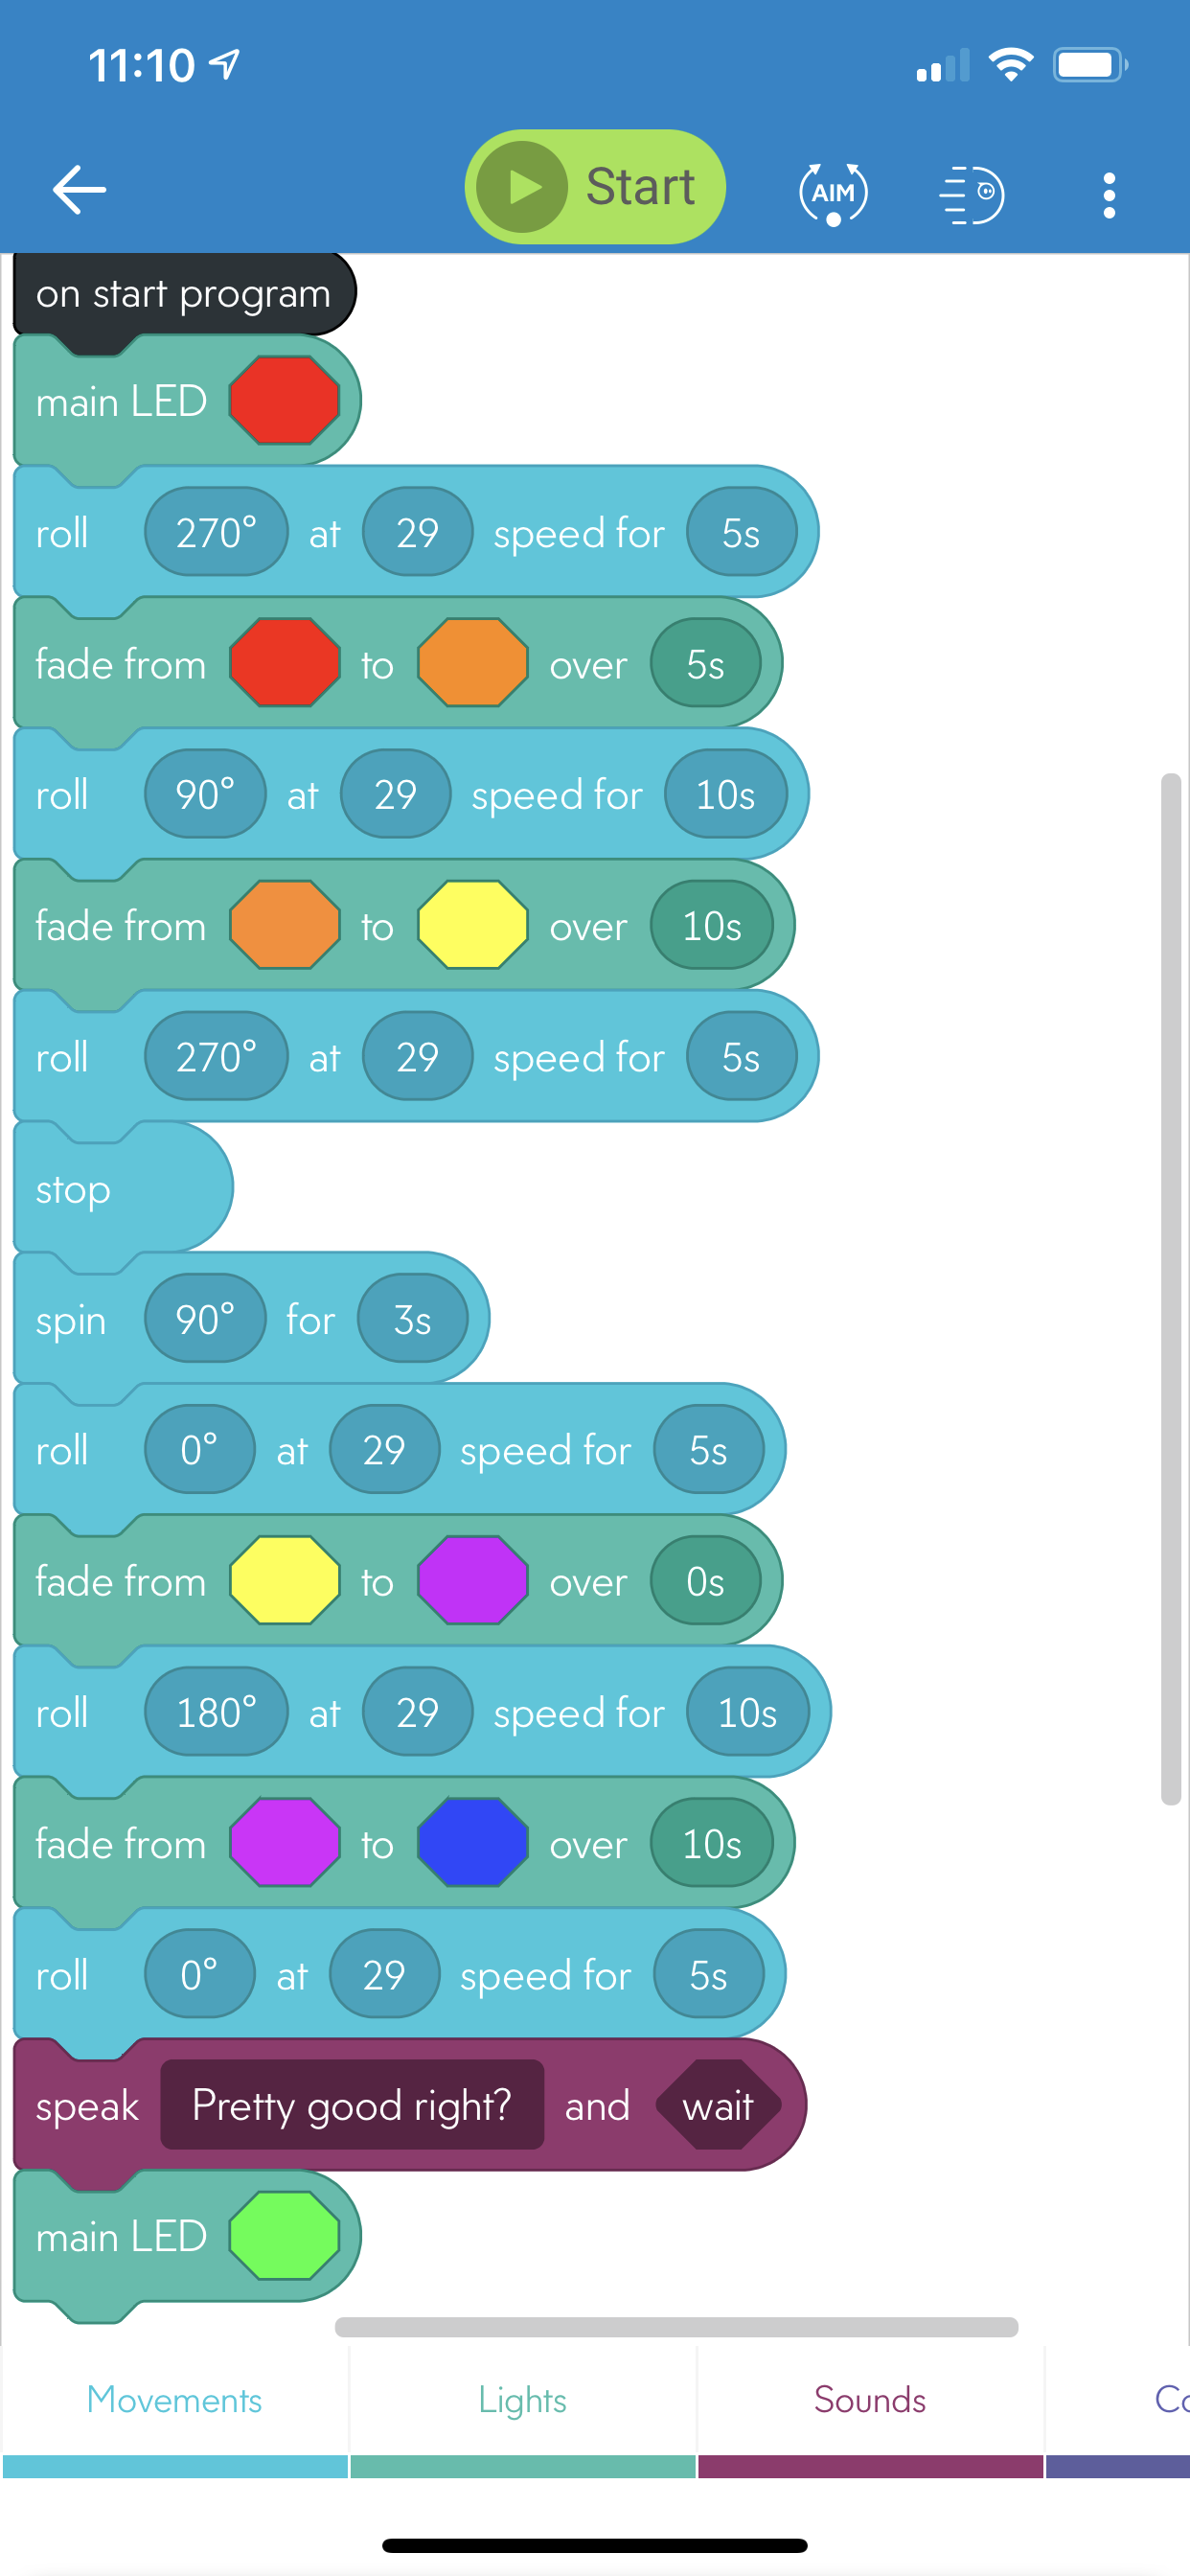 11:10
Start
AIM
on start program
main LED
roll 270° at 29 speed for 5s
fade from to over 5s
roll 90° at 29 speed for 10s
fade from to over 10s
roll 270° at 29 speed for 5s
stop
spin 90° for 3s
roll 0° at 29 speed for 5s
fade from to over 0s
roll 180° at 29 speed for 10s
fade from to over 10s
roll 0° at 29 speed for 5s
speak Pretty good right? and wait
main LED
Movements Lights Sounds